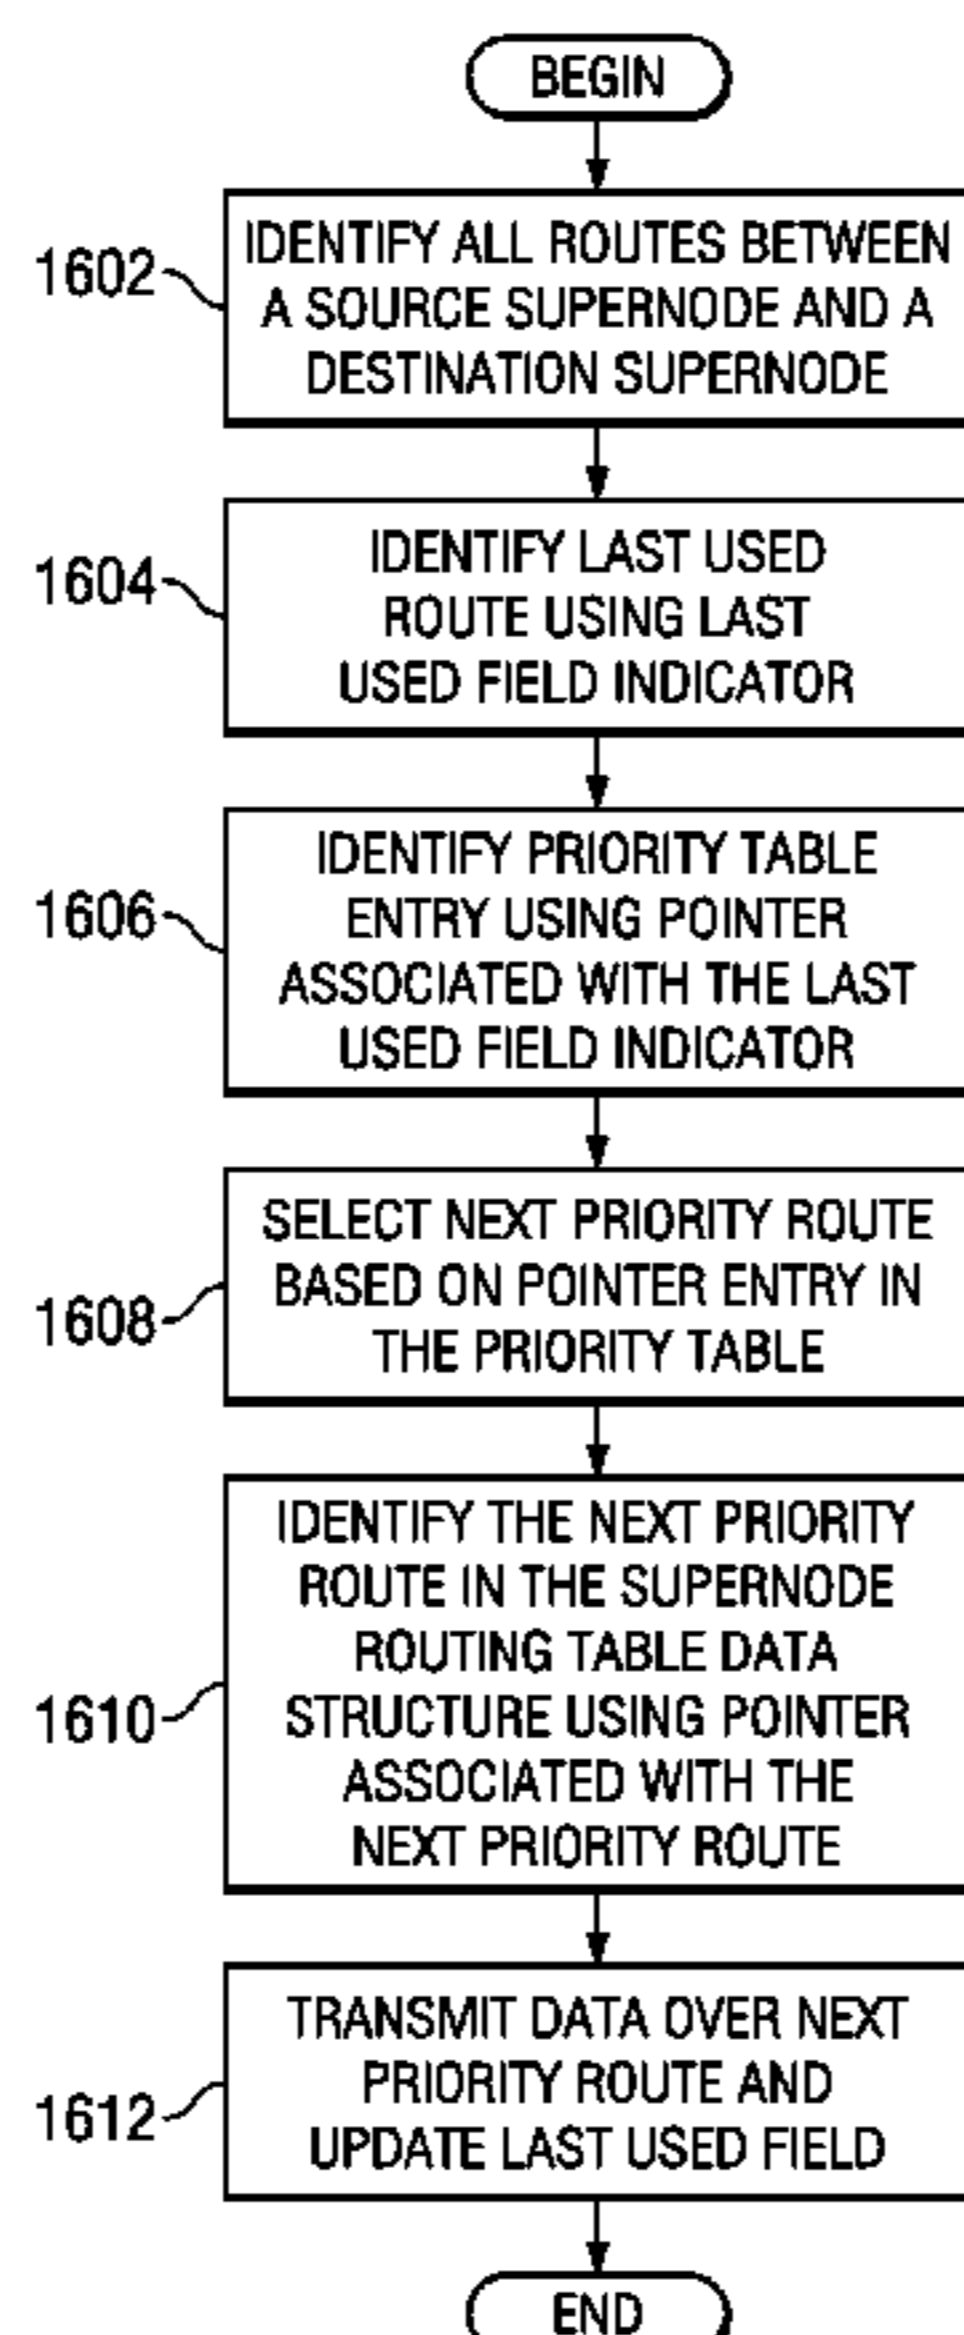 BEGIN
1602
IDENTIFY ALL ROUTES BETWEEN
A SOURCE SUPERNODE AND A
DESTINATION SUPERNODE
1604
IDENTIFY LAST USED
ROUTE USING LAST
USED FIELD INDICATOR
1606
IDENTIFY PRIORITY TABLE
ENTRY USING POINTER
ASSOCIATED WITH THE LAST
USED FIELD INDICATOR
1608
SELECT NEXT PRIORITY ROUTE
BASED ON POINTER ENTRY IN
THE PRIORITY TABLE
1610
IDENTIFY THE NEXT PRIORITY
ROUTE IN THE SUPERNODE
ROUTING TABLE DATA
STRUCTURE USING POINTER
ASSOCIATED WITH THE
NEXT PRIORITY ROUTE
1612
TRANSMIT DATA OVER NEXT
PRIORITY ROUTE AND
UPDATE LAST USED FIELD
END